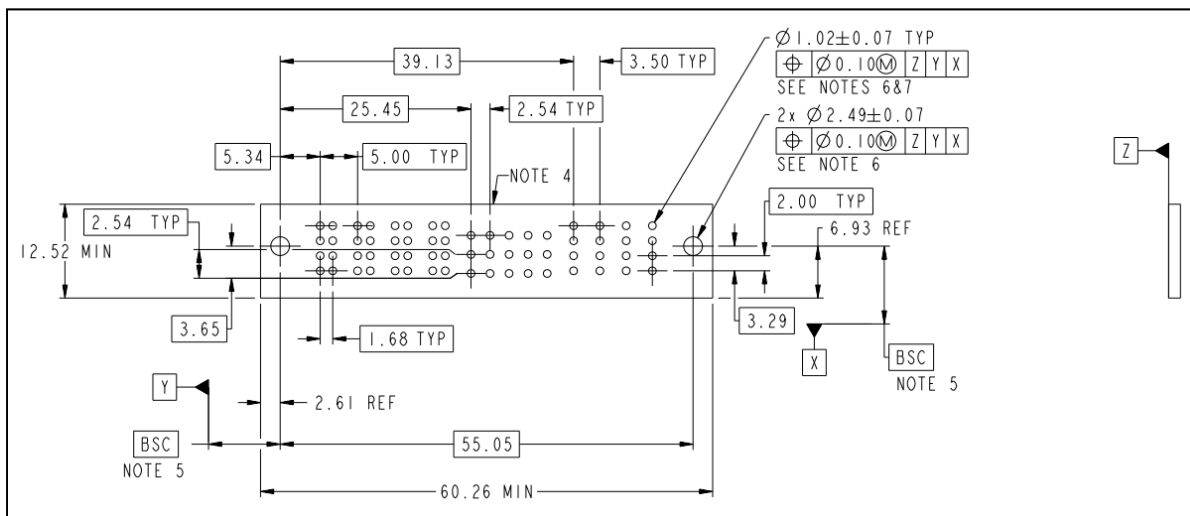 39.13
3.50 TYP
Ø1.02±0.07 TYP
⌖ Ø0.10Ⓜ Z Y X
SEE NOTES 6&7
25.45
2.54 TYP
2x Ø2.49±0.07
⌖ Ø0.10Ⓜ Z Y X
SEE NOTE 6
Z
5.34
5.00 TYP
NOTE 4
2.00 TYP
2.54 TYP
6.93 REF
12.52 MIN
3.65
3.29
1.68 TYP
X
BSC
NOTE 5
Y
2.61 REF
BSC
NOTE 5
55.05
60.26 MIN